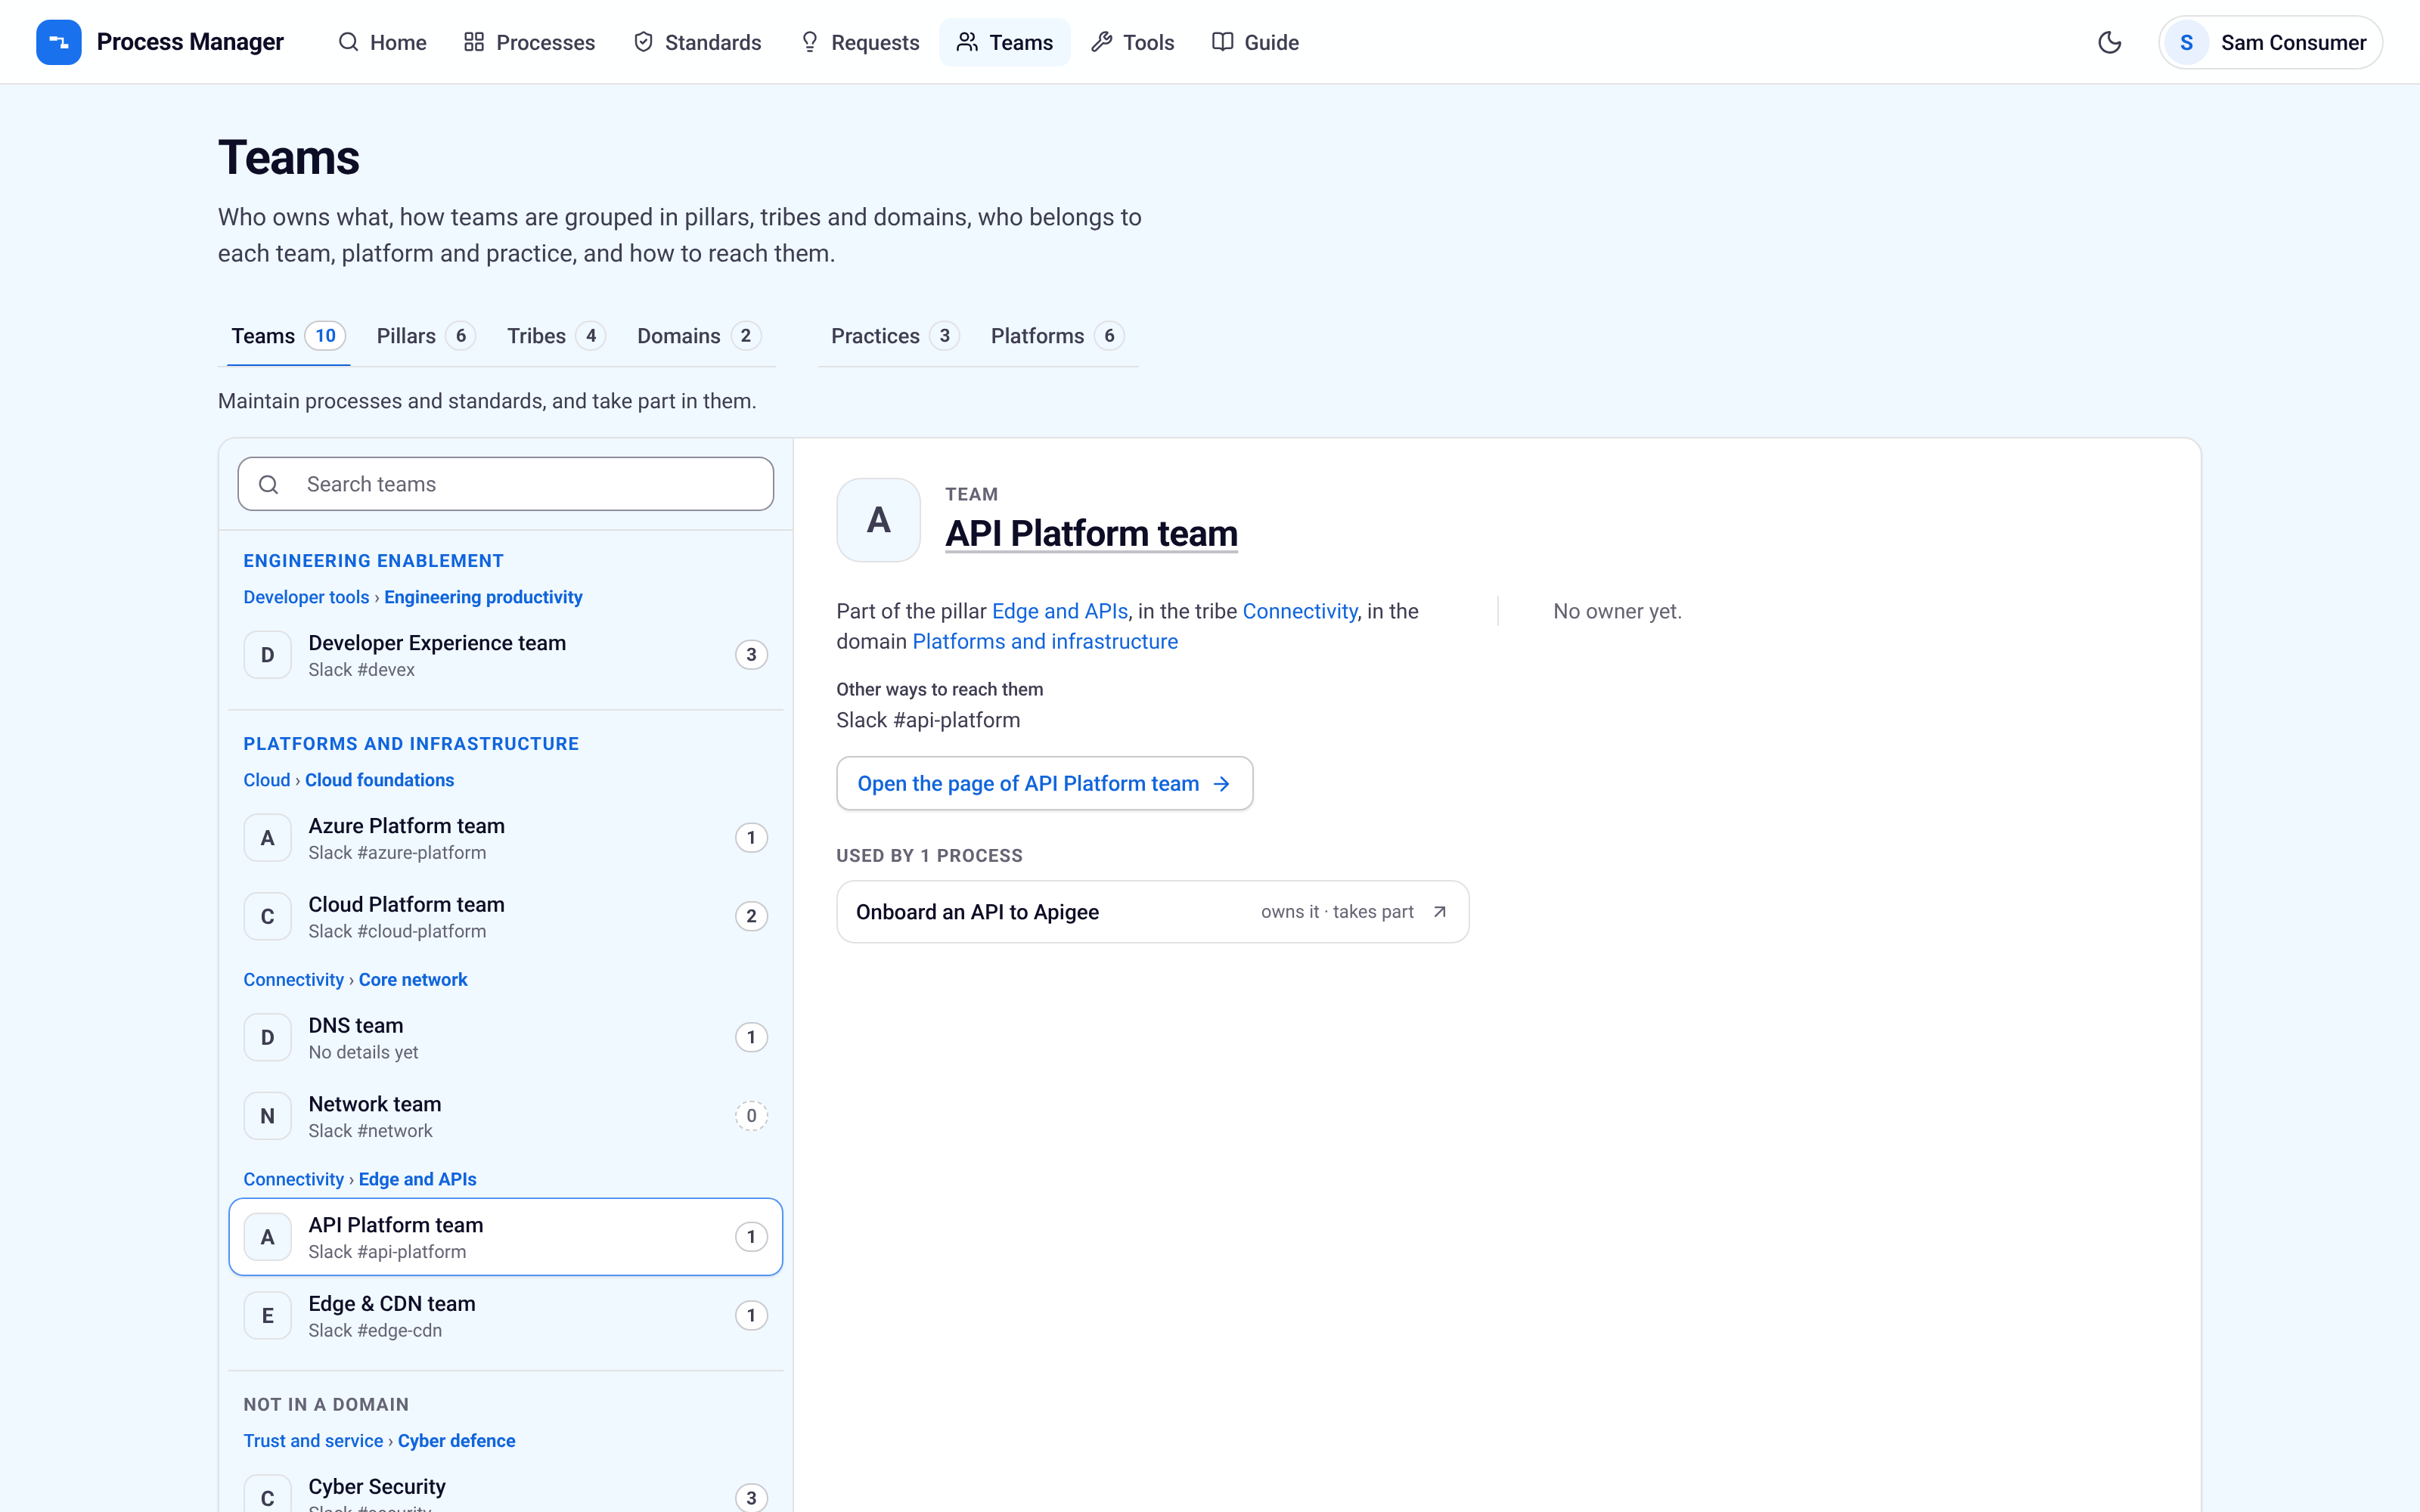 Process Manager
Home
Processes
Standards
Requests
Teams
Tools
Guide
S
Sam Consumer
Teams
Who owns what, how teams are grouped in pillars, tribes and domains, who belongs to
each team, platform and practice, and how to reach them.
Teams 10
Pillars 6
Tribes 4
Domains 2
Practices 3
Platforms 6
Maintain processes and standards, and take part in them.
Search teams
ENGINEERING ENABLEMENT
Developer tools › Engineering productivity
D
Developer Experience team
Slack #devex
3
PLATFORMS AND INFRASTRUCTURE
Cloud › Cloud foundations
A
Azure Platform team
Slack #azure-platform
1
C
Cloud Platform team
Slack #cloud-platform
2
Connectivity › Core network
D
DNS team
No details yet
1
N
Network team
Slack #network
0
Connectivity › Edge and APIs
A
API Platform team
Slack #api-platform
1
E
Edge & CDN team
Slack #edge-cdn
1
NOT IN A DOMAIN
Trust and service › Cyber defence
C
Cyber Security
Slack #security
3
A
TEAM
API Platform team
Part of the pillar Edge and APIs, in the tribe Connectivity, in the
domain Platforms and infrastructure
No owner yet.
Other ways to reach them
Slack #api-platform
Open the page of API Platform team →
USED BY 1 PROCESS
Onboard an API to Apigee
owns it · takes part